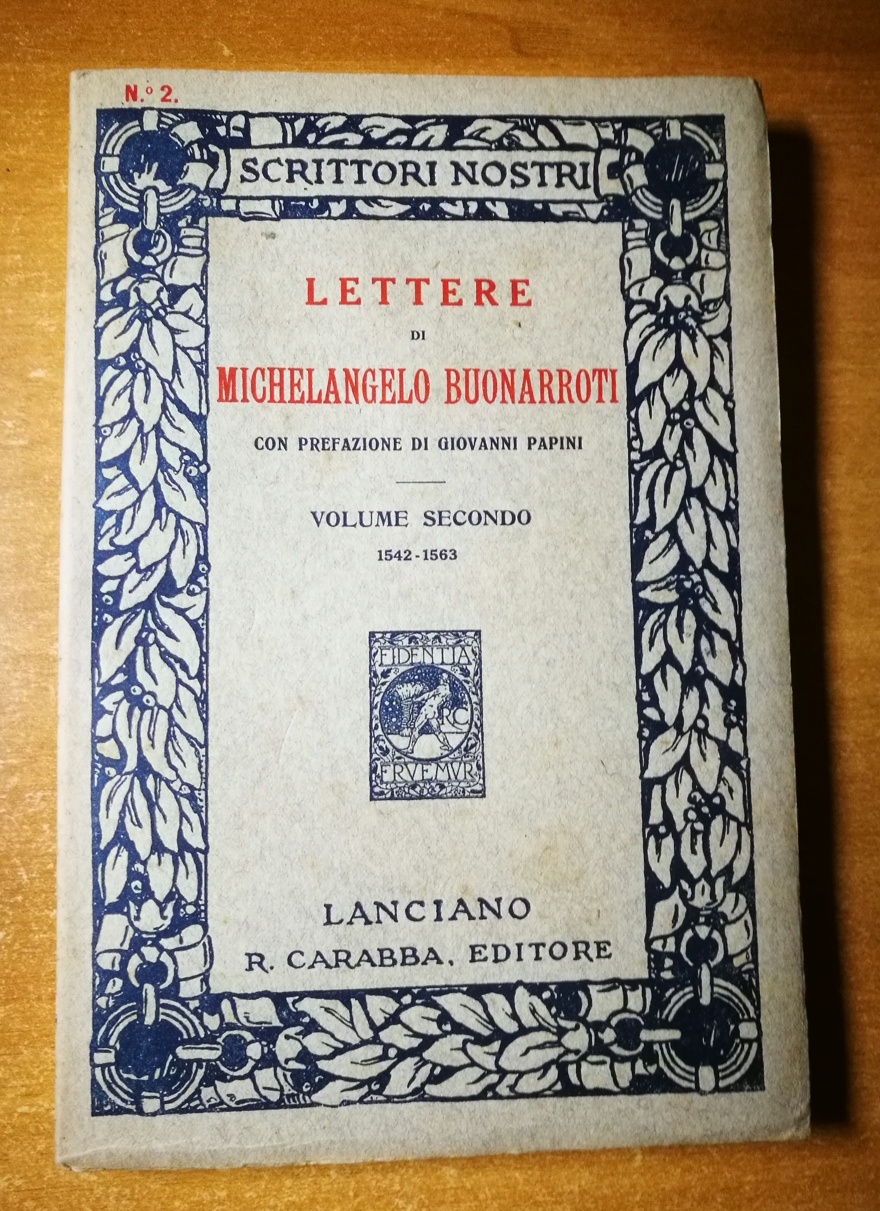 N.º 2.
SCRITTORI NOSTRI
LETTERE
DI
MICHELANGELO BUONARROTI
CON PREFAZIONE DI GIOVANNI PAPINI
VOLUME SECONDO
1542-1563
FIDENTIA
RC
FRVEMVR
LANCIANO
R. CARABBA, EDITORE